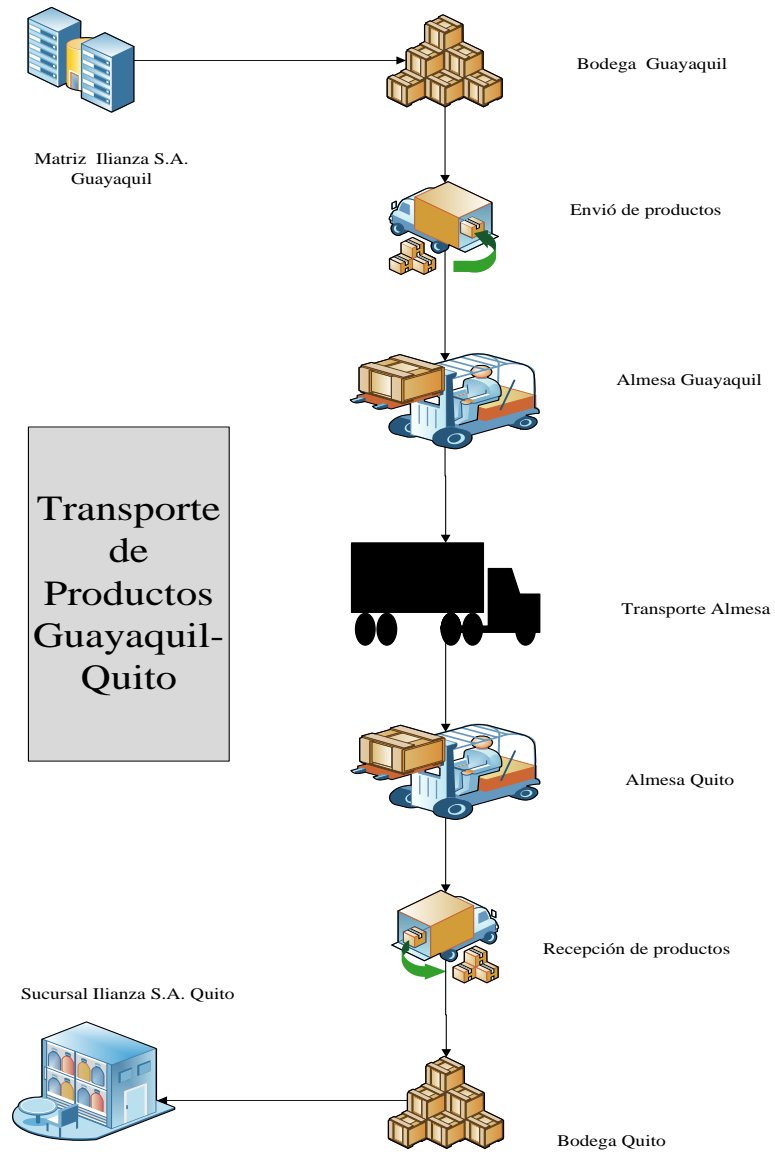 Bodega  Guayaquil
Matriz  Ilianza S.A.
Guayaquil
Envió de productos
Almesa Guayaquil
Transporte
de
Productos
Guayaquil-
Quito
Transporte Almesa
Almesa Quito
Recepción de productos
Sucursal Ilianza S.A. Quito
Bodega Quito